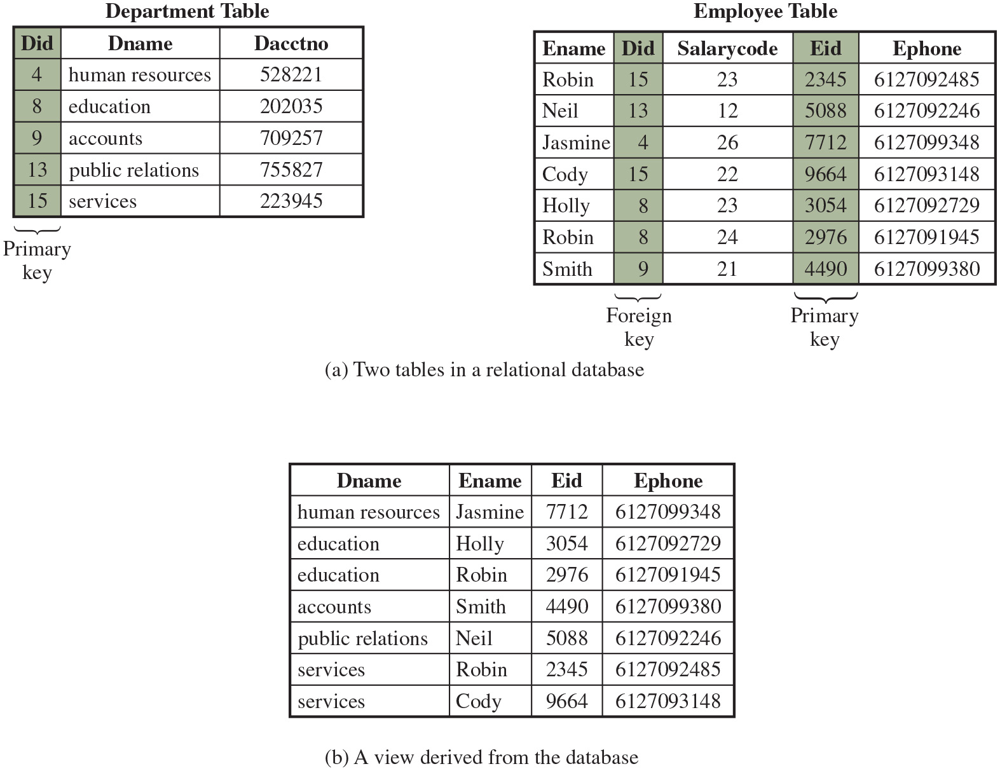 Department Table
Did Dname Dacctno
4 human resources 528221
8 education 202035
9 accounts 709257
13 public relations 755827
15 services 223945
Primary
key
Employee Table
Ename Did Salarycode Eid Ephone
Robin 15 23 2345 6127092485
Neil 13 12 5088 6127092246
Jasmine 4 26 7712 6127099348
Cody 15 22 9664 6127093148
Holly 8 23 3054 6127092729
Robin 8 24 2976 6127091945
Smith 9 21 4490 6127099380
Foreign
key
Primary
key
(a) Two tables in a relational database
Dname Ename Eid Ephone
human resources Jasmine 7712 6127099348
education Holly 3054 6127092729
education Robin 2976 6127091945
accounts Smith 4490 6127099380
public relations Neil 5088 6127092246
services Robin 2345 6127092485
services Cody 9664 6127093148
(b) A view derived from the database